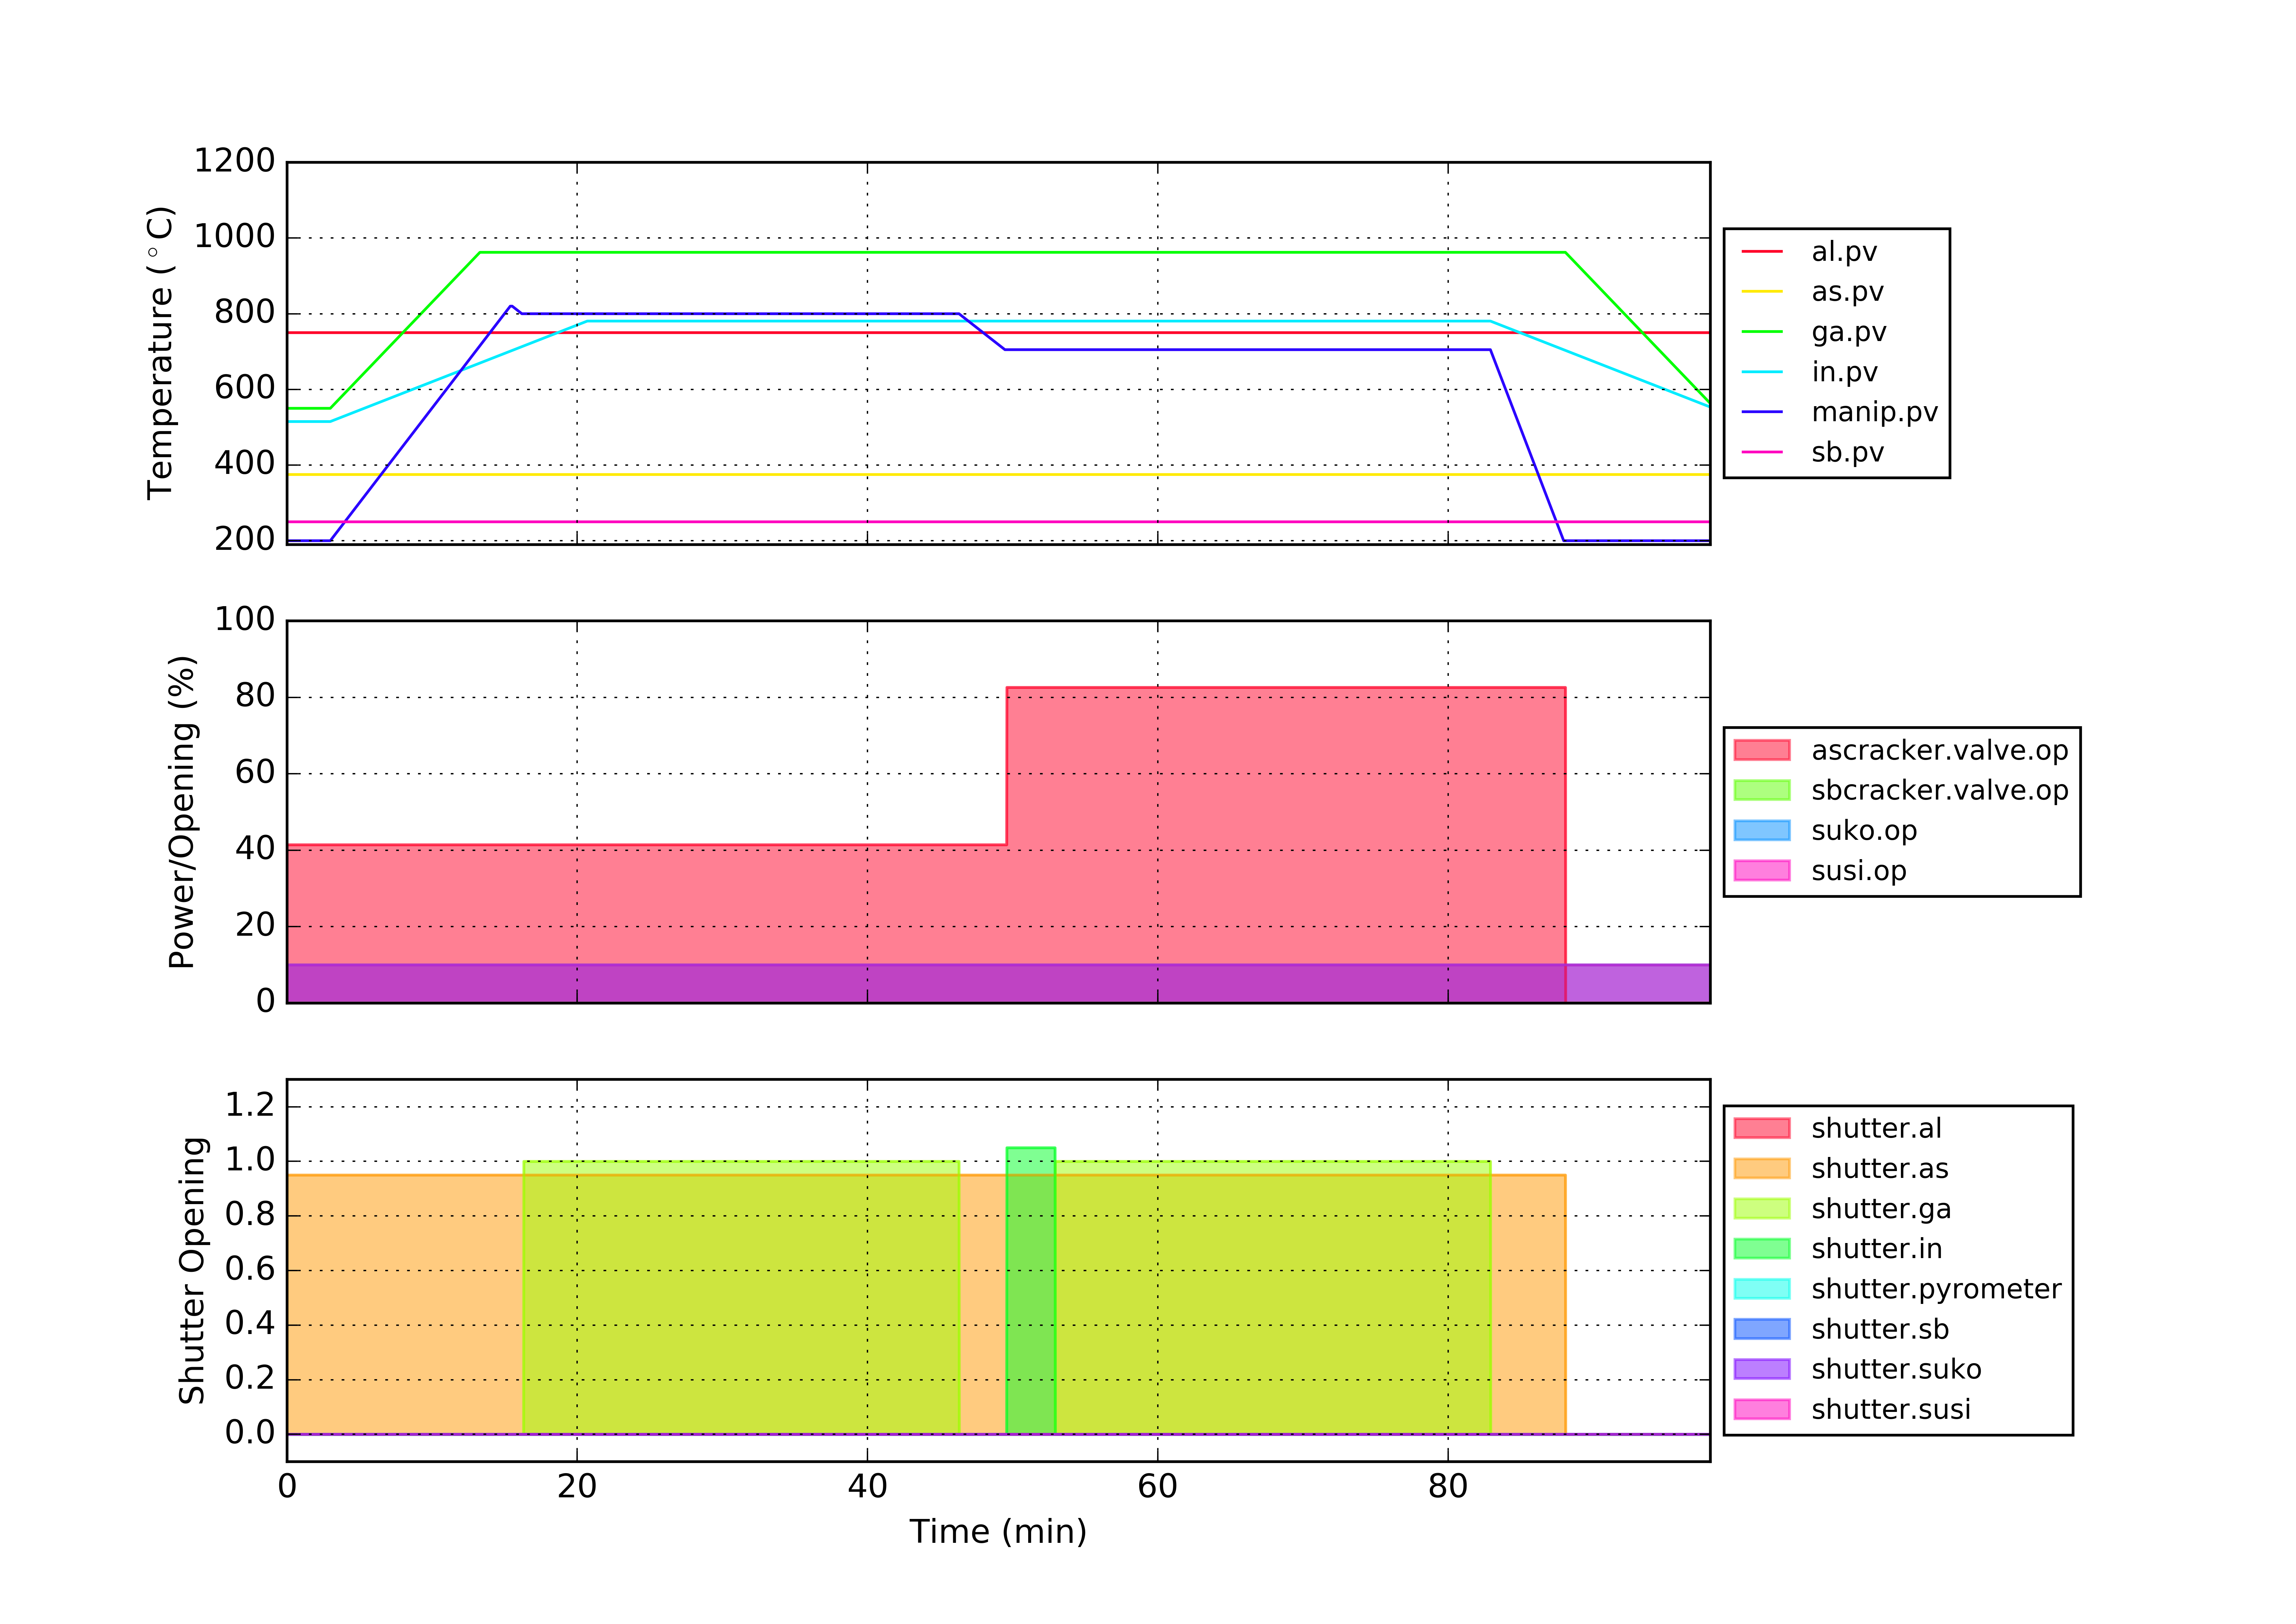 1200
1000
800
600
400
200
Temperature (°C)
al.pv
as.pv
ga.pv
in.pv
manip.pv
sb.pv
100
80
60
40
20
0
Power/Opening (%)
ascracker.valve.op
sbcracker.valve.op
suko.op
susi.op
1.2
1.0
0.8
0.6
0.4
0.2
0.0
Shutter Opening
shutter.al
shutter.as
shutter.ga
shutter.in
shutter.pyrometer
shutter.sb
shutter.suko
shutter.susi
0 20 40 60 80
Time (min)